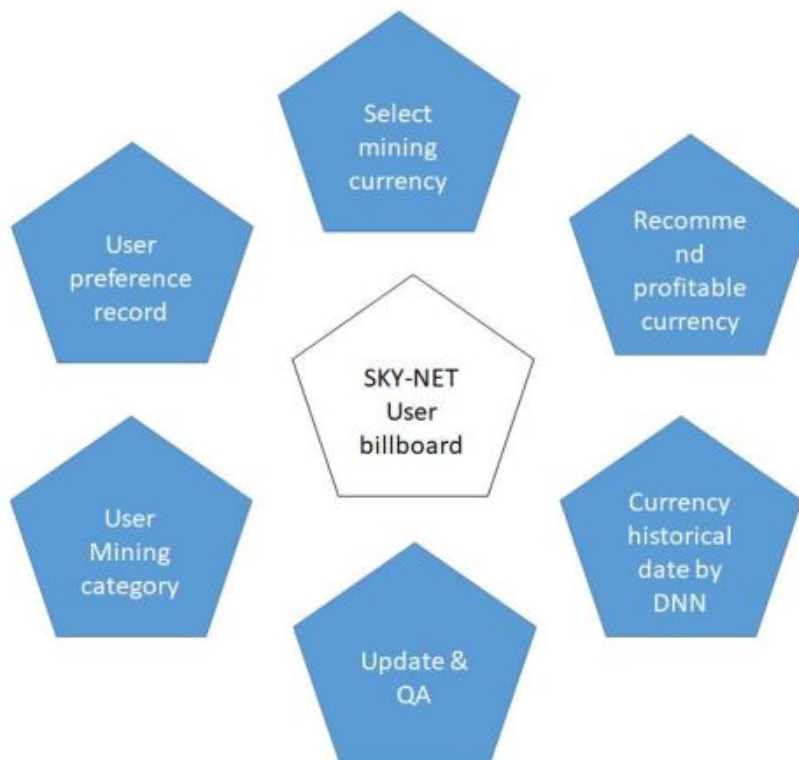 Select
mining
currency
User
preference
record
Recomme
nd
profitable
currency
SKY-NET
User
billboard
User
Mining
category
Currency
historical
date by
DNN
Update &
QA